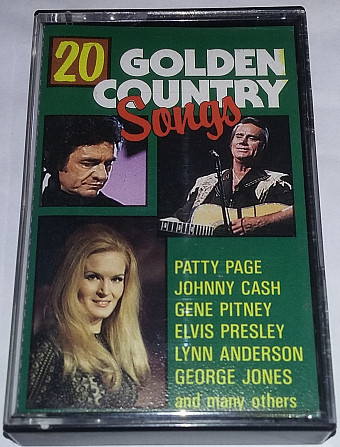 20 GOLDEN
COUNTRY
Songs
PATTY PAGE
JOHNNY CASH
GENE PITNEY
ELVIS PRESLEY
LYNN ANDERSON
GEORGE JONES
and many others